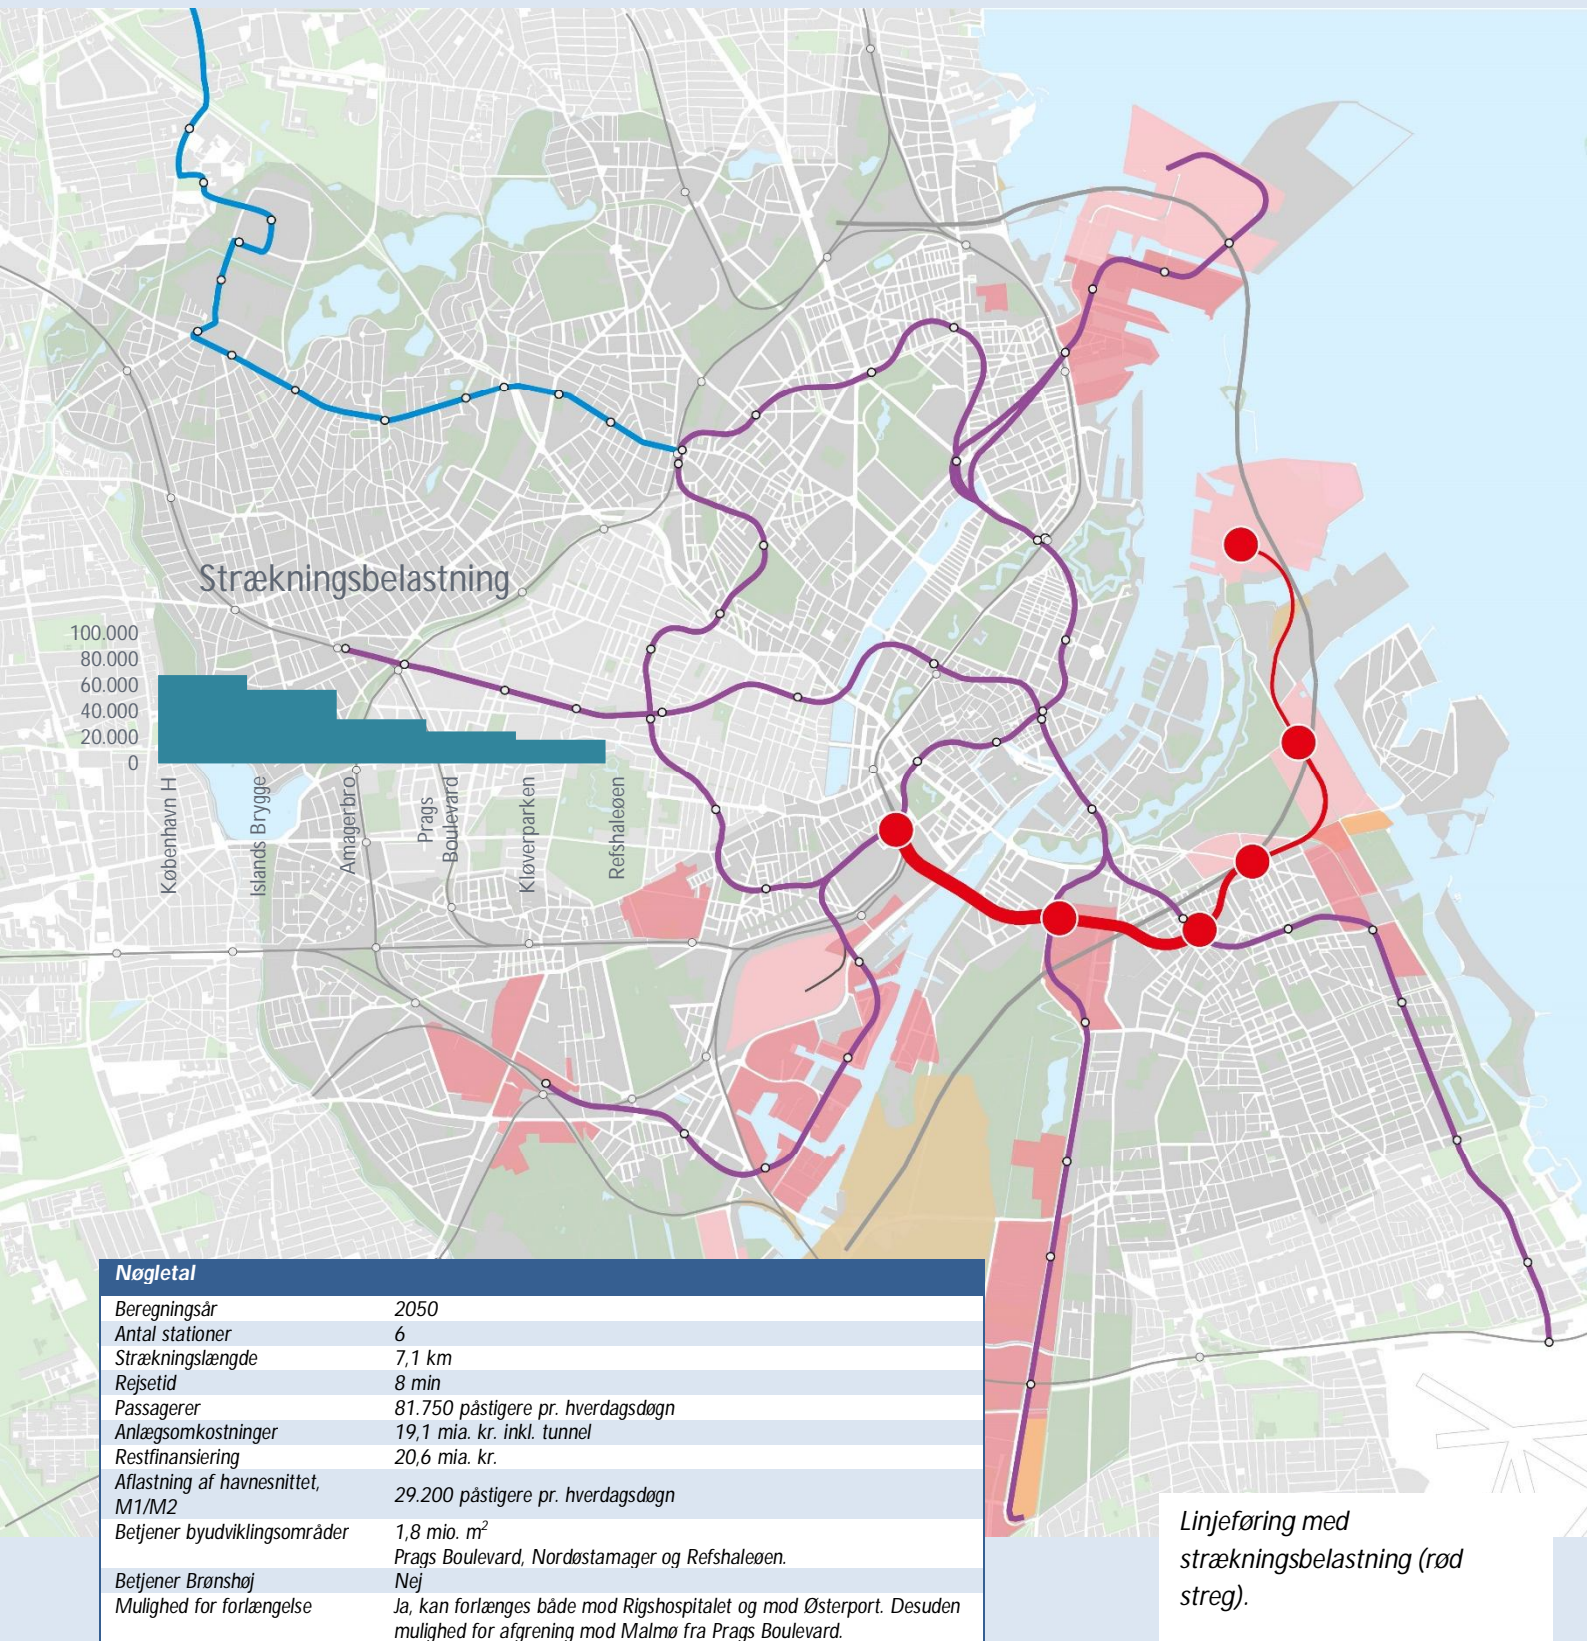 Strækningsbelastning
100.000
80.000
60.000
40.000
20.000
0
København H
Islands Brygge
Amagerbro
Prags
Boulevard
Kløverparken
Refshaleøen
Nøgletal
Beregningsår 2050
Antal stationer 6
Strækningslængde 7,1 km
Rejsetid 8 min
Passagerer 81.750 påstigere pr. hverdagsdøgn
Anlægsomkostninger 19,1 mia. kr. inkl. tunnel
Restfinansiering 20,6 mia. kr.
Aflastning af havnesnittet,
M1/M2 29.200 påstigere pr. hverdagsdøgn
Betjener byudviklingsområder 1,8 mio. m²
Prags Boulevard, Nordøstamager og Refshaleøen.
Betjener Brønshøj Nej
Mulighed for forlængelse Ja, kan forlænges både mod Rigshospitalet og mod Østerport. Desuden
mulighed for afgrening mod Malmø fra Prags Boulevard.
Linjeføring med
strækningsbelastning (rød
streg).